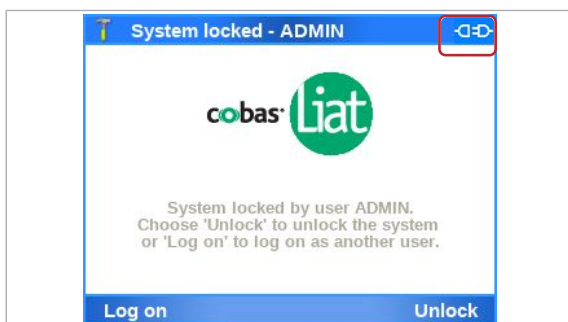 System locked - ADMIN
cobas® Liat
System locked by user ADMIN.
Choose 'Unlock' to unlock the system
or 'Log on' to log on as another user.
Log on Unlock